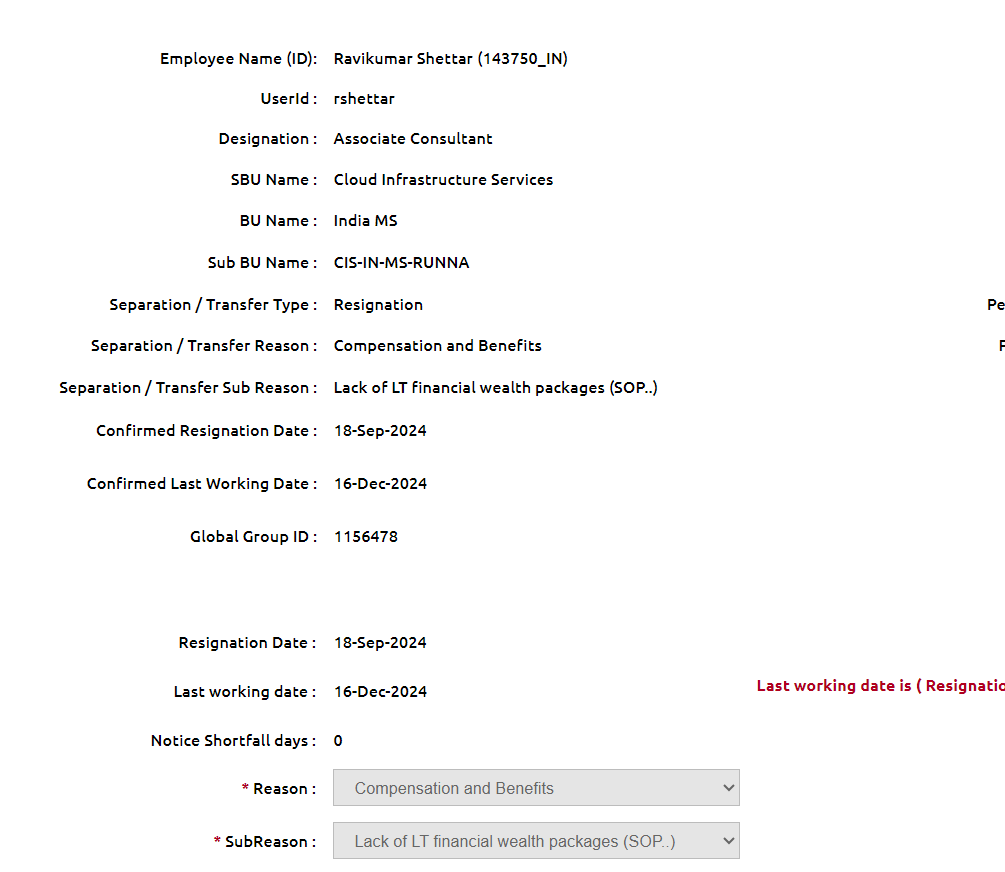 Employee Name (ID): Ravikumar Shettar (143750_IN)
UserId : rshettar
Designation : Associate Consultant
SBU Name : Cloud Infrastructure Services
BU Name : India MS
Sub BU Name : CIS-IN-MS-RUNNA
Separation / Transfer Type : Resignation Pe
Separation / Transfer Reason : Compensation and Benefits
Separation / Transfer Sub Reason : Lack of LT financial wealth packages (SOP..)
Confirmed Resignation Date : 18-Sep-2024
Confirmed Last Working Date : 16-Dec-2024
Global Group ID : 1156478
Resignation Date : 18-Sep-2024
Last working date : 16-Dec-2024 Last working date is ( Resignatio
Notice Shortfall days : 0
* Reason : Compensation and Benefits
* SubReason : Lack of LT financial wealth packages (SOP..)